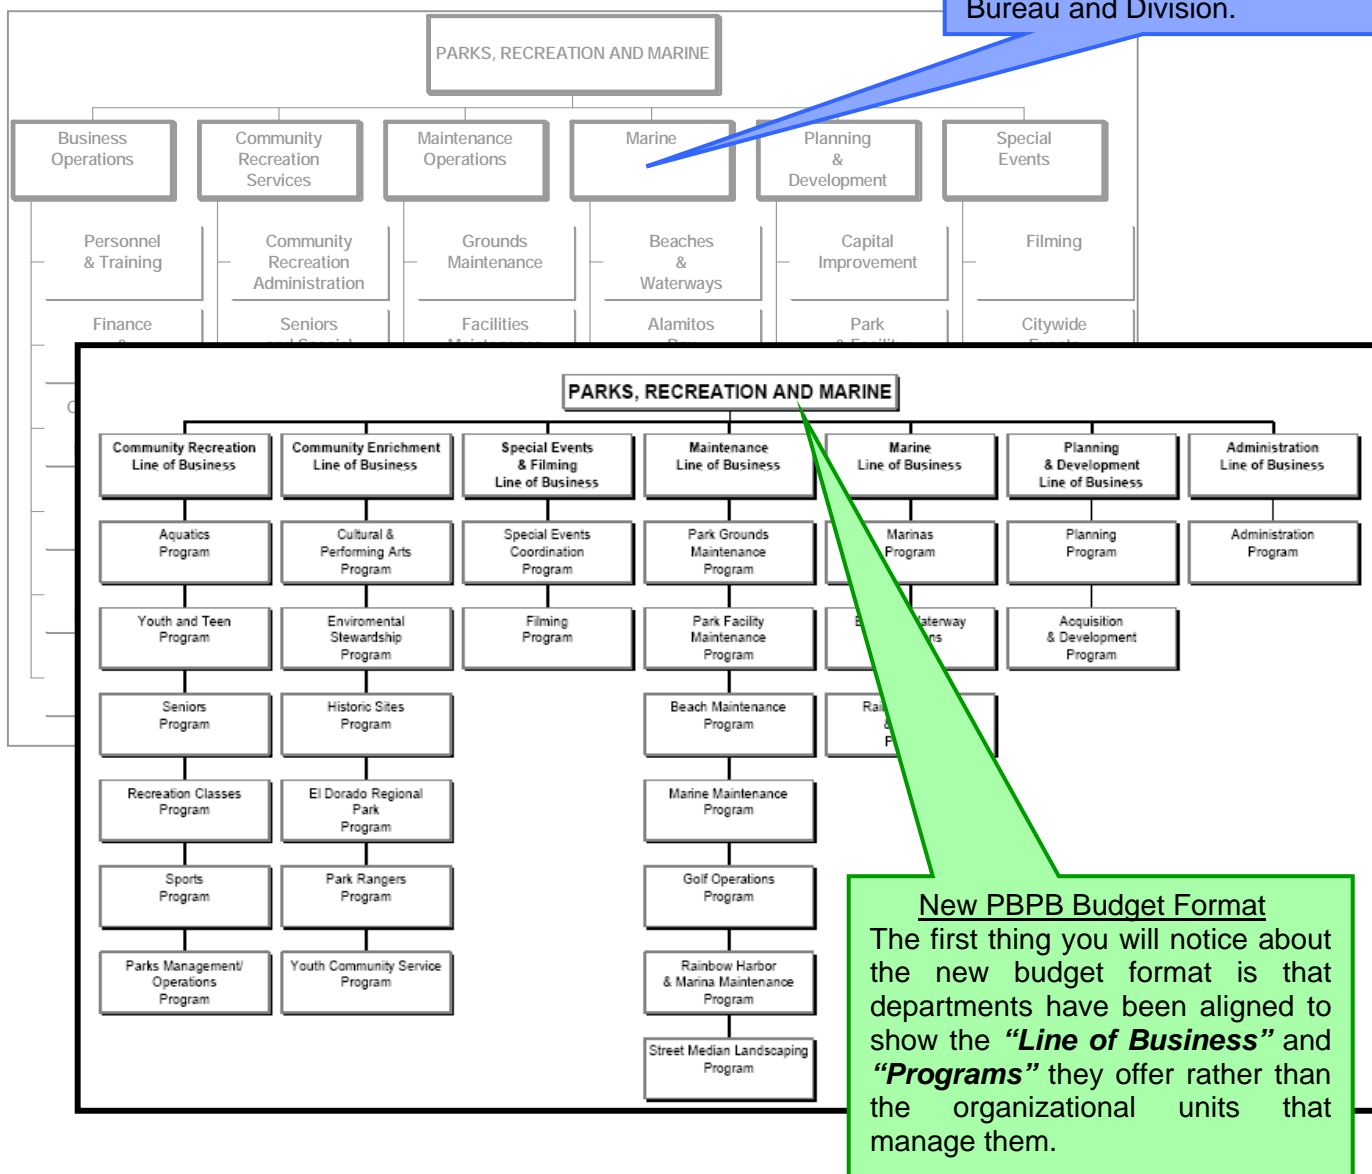 Bureau and Division.
PARKS, RECREATION AND MARINE
Business
Operations
Community
Recreation
Services
Maintenance
Operations
Marine
Planning
&
Development
Special
Events
Personnel
& Training
Community
Recreation
Administration
Grounds
Maintenance
Beaches
&
Waterways
Capital
Improvement
Filming
Finance
Seniors
and Special
Facilities
Maintenance
Alamitos
Bay
Park
& Facility
Citywide
Events
PARKS, RECREATION AND MARINE
Community Recreation
Line of Business
Community Enrichment
Line of Business
Special Events
& Filming
Line of Business
Maintenance
Line of Business
Marine
Line of Business
Planning
& Development
Line of Business
Administration
Line of Business
Aquatics
Program
Cultural &
Performing Arts
Program
Special Events
Coordination
Program
Park Grounds
Maintenance
Program
Marinas
Program
Planning
Program
Administration
Program
Youth and Teen
Program
Enviromental
Stewardship
Program
Filming
Program
Park Facility
Maintenance
Program
Acquisition
& Development
Program
Seniors
Program
Historic Sites
Program
Beach Maintenance
Program
Recreation Classes
Program
El Dorado Regional
Park
Program
Marine Maintenance
Program
Sports
Program
Park Rangers
Program
Golf Operations
Program
Parks Management/
Operations
Program
Youth Community Service
Program
Rainbow Harbor
& Marina Maintenance
Program
Street Median Landscaping
Program
New PBPB Budget Format
The first thing you will notice about
the new budget format is that
departments have been aligned to
show the “Line of Business” and
“Programs” they offer rather than
the organizational units that
manage them.